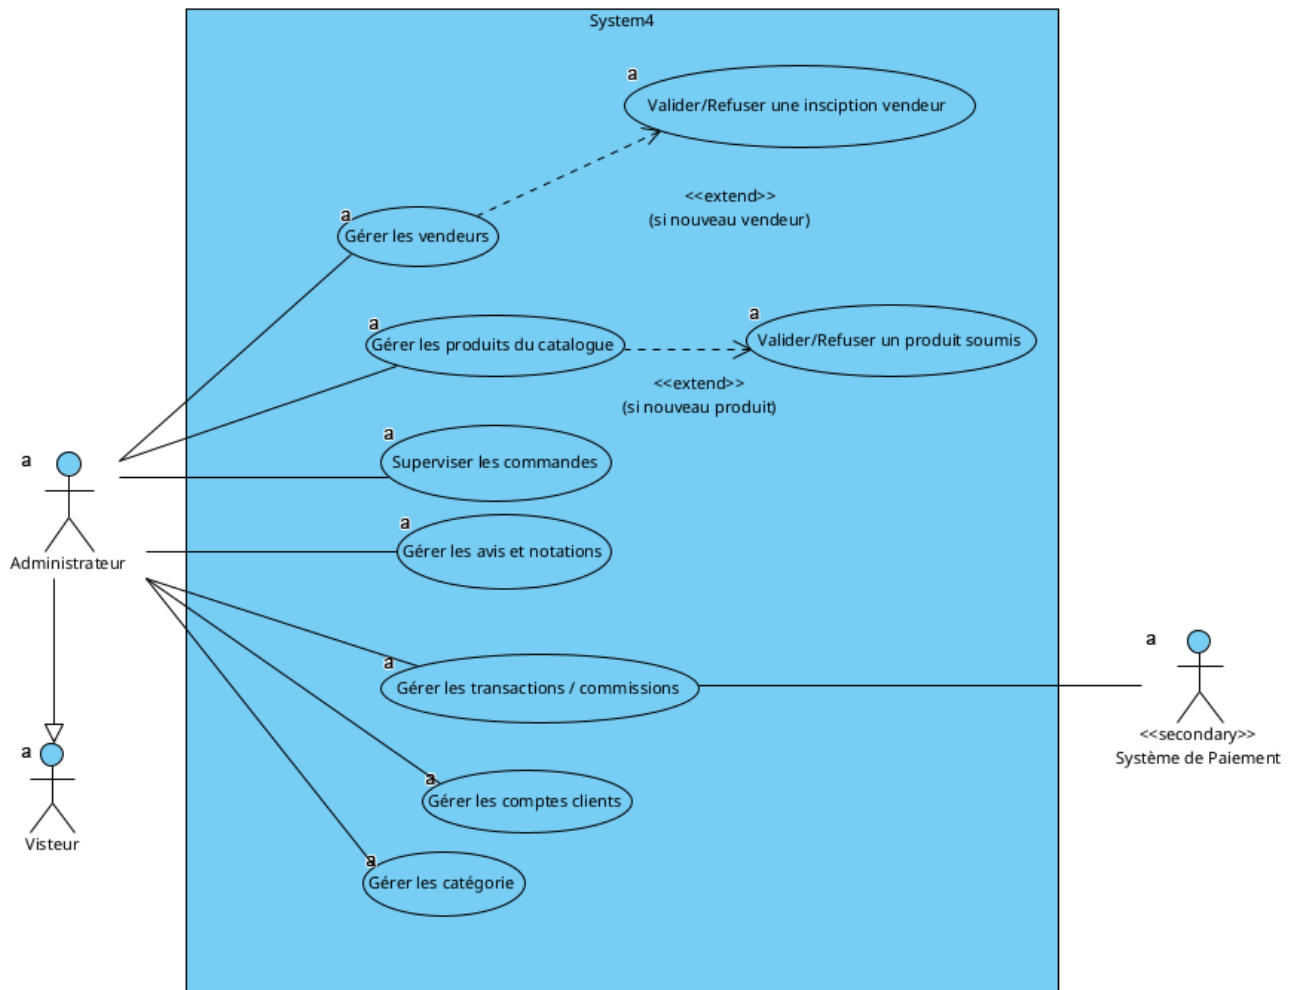 System4
a
Valider/Refuser une insciption vendeur
<<extend>>
(si nouveau vendeur)
a
Gérer les vendeurs
a
Gérer les produits du catalogue
a
Valider/Refuser un produit soumis
<<extend>>
(si nouveau produit)
a
Superviser les commandes
a
Administrateur
a
Gérer les avis et notations
a
Gérer les transactions / commissions
a
<<secondary>>
Système de Paiement
a
Visteur
a
Gérer les comptes clients
a
Gérer les catégorie